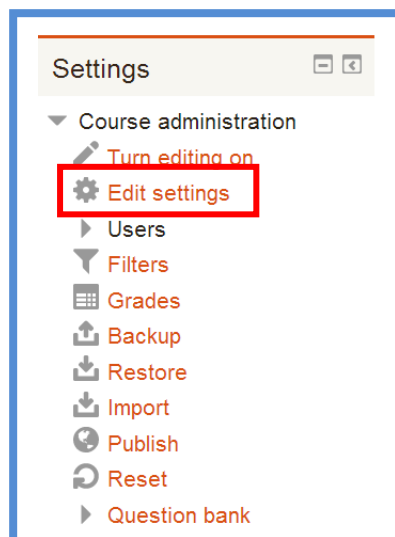 Settings
Course administration
Turn editing on
Edit settings
Users
Filters
Grades
Backup
Restore
Import
Publish
Reset
Question bank